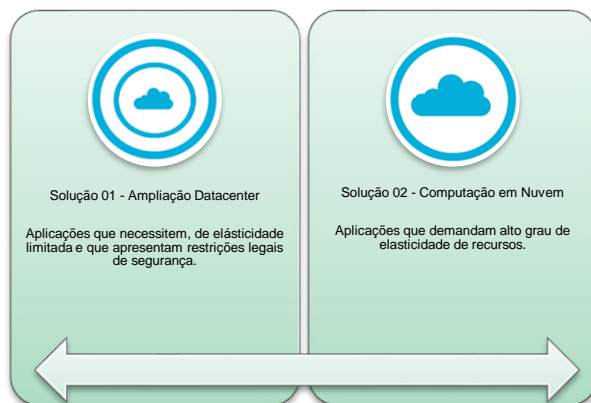 Solução 01 - Ampliação Datacenter
Aplicações que necessitem, de elásticidade
limitada e que apresentam restrições legais
de segurança.
Solução 02 - Computação em Nuvem
Aplicações que demandam alto grau de
elasticidade de recursos.